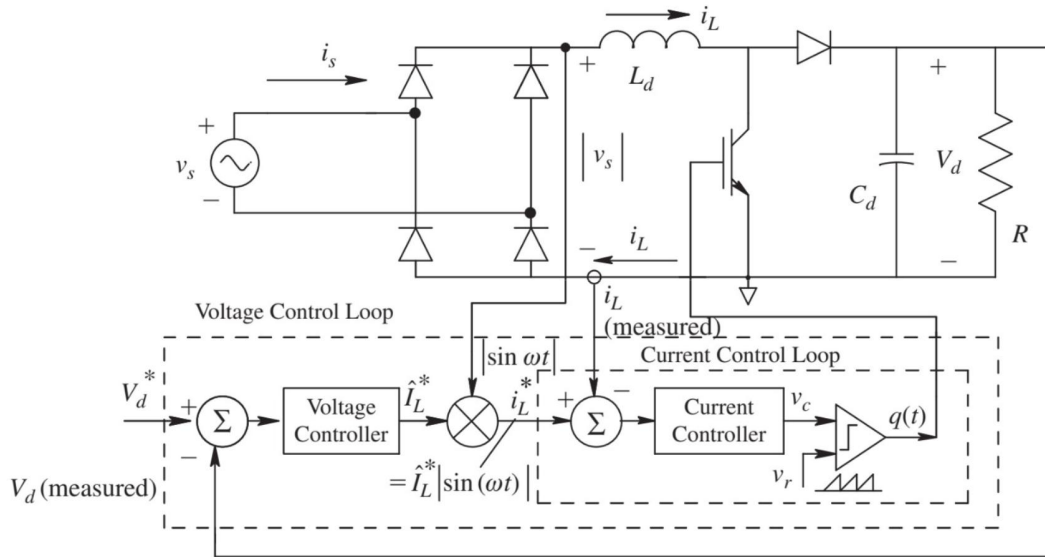 i_L
+
L_d
+
i_s
+
|v_s|
V_d
v_s
C_d
−
R
−
i_L
−
i_L
(measured)
Voltage Control Loop
|sin ωt|
Current Control Loop
V_d^*
+
Σ
−
Voltage
Controller
Î_L^*
i_L^*
+
−
Σ
Current
Controller
v_c
q(t)
= Î_L^*|sin (ωt)|
v_r
V_d (measured)